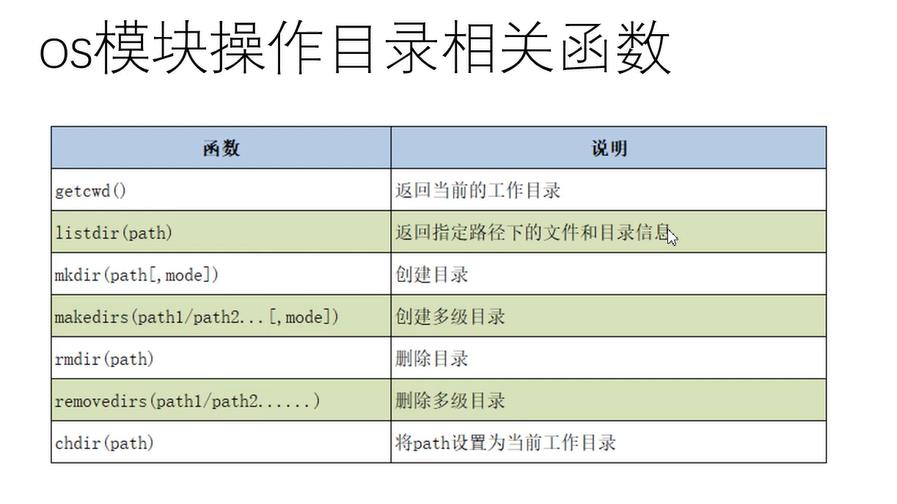 os模块操作目录相关函数
函数 说明
getcwd() 返回当前的工作目录
listdir(path) 返回指定路径下的文件和目录信息
mkdir(path[,mode]) 创建目录
makedirs(path1/path2...[,mode]) 创建多级目录
rmdir(path) 删除目录
removedirs(path1/path2......) 删除多级目录
chdir(path) 将path设置为当前工作目录